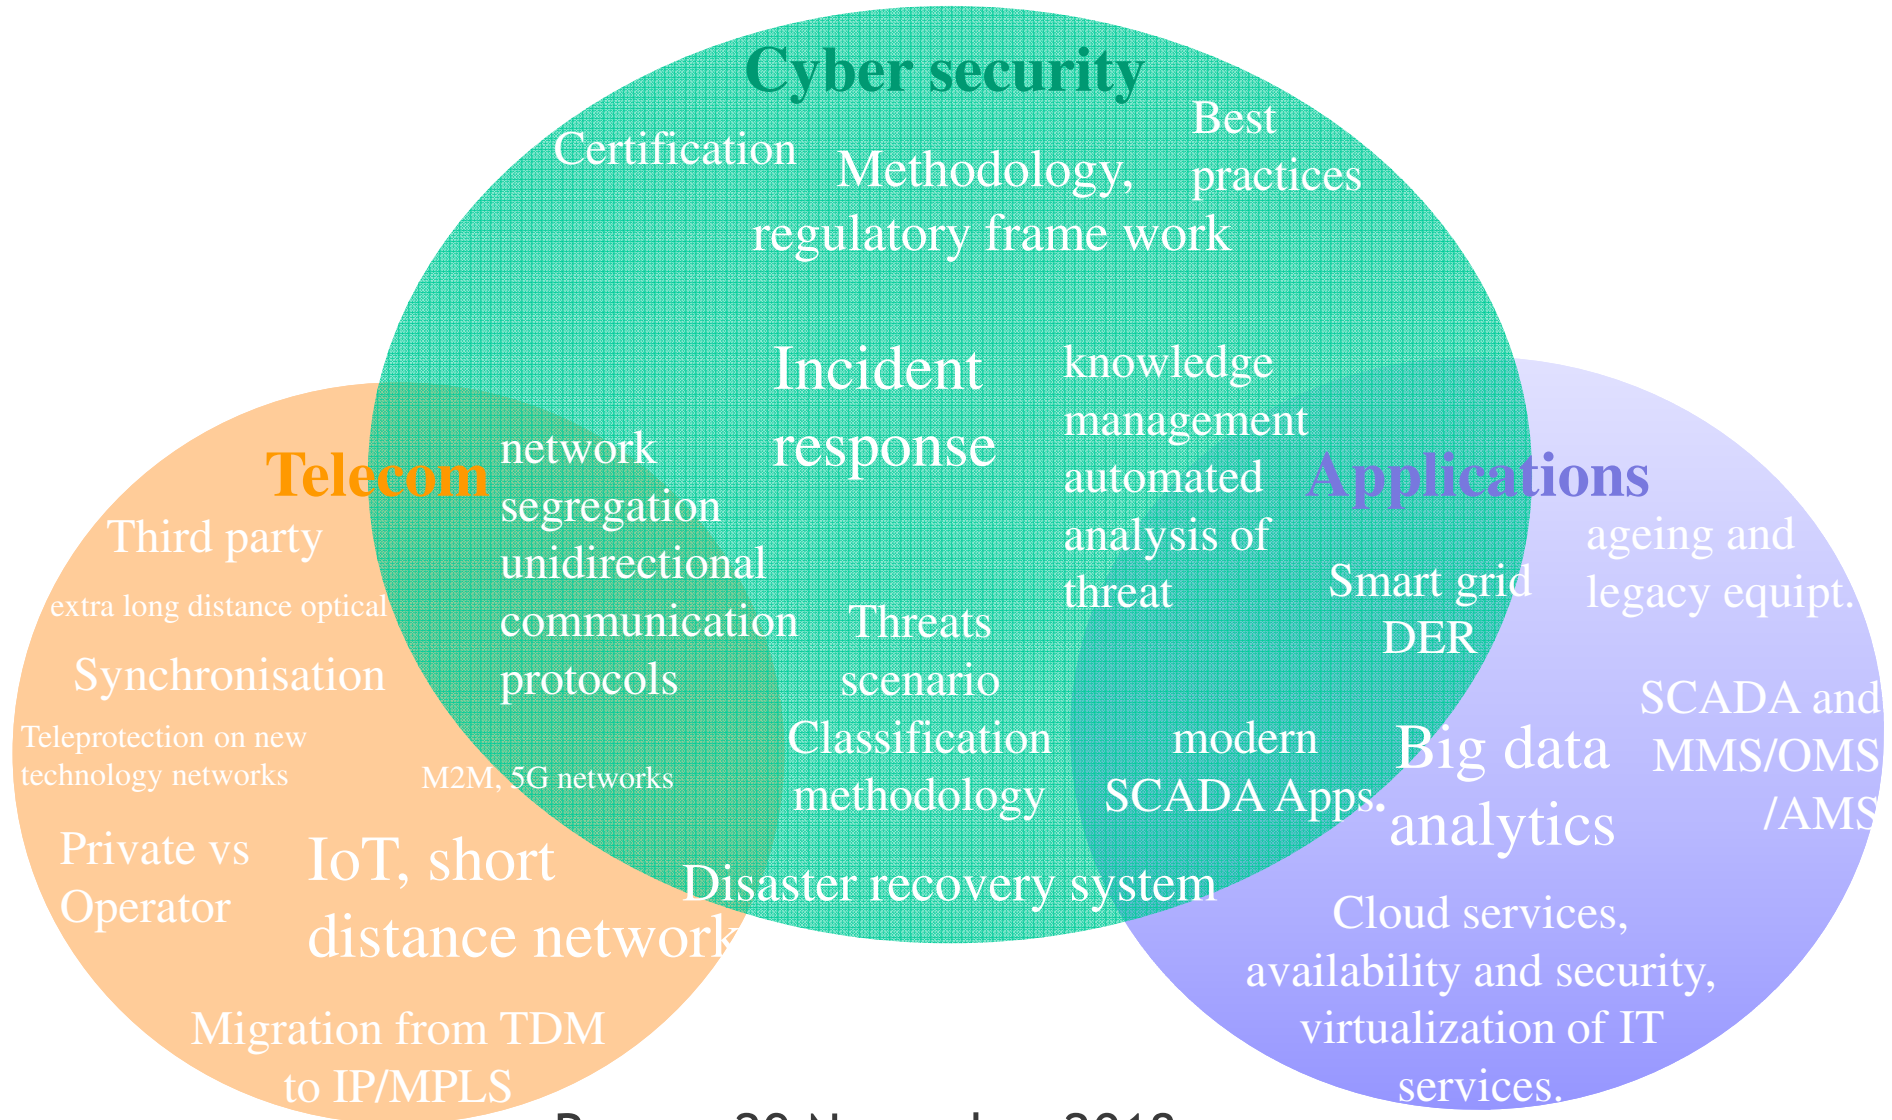 Cyber security
Certification
Methodology,
regulatory frame work
Best
practices
Incident
response
knowledge
management
automated
analysis of
threat
Telecom
network
segregation
unidirectional
communication
protocols
Applications
Third party
extra long distance optical
Synchronisation
Teleprotection on new
technology networks
M2M, 5G networks
Private vs
Operator
IoT, short
distance network
Migration from TDM
to IP/MPLS
Threats
scenario
Classification
methodology
Disaster recovery system
Smart grid
DER
modern
SCADA Apps.
ageing and
legacy equipt.
SCADA and
MMS/OMS
/AMS
Big data
analytics
Cloud services,
availability and security,
virtualization of IT
services.
November 2018